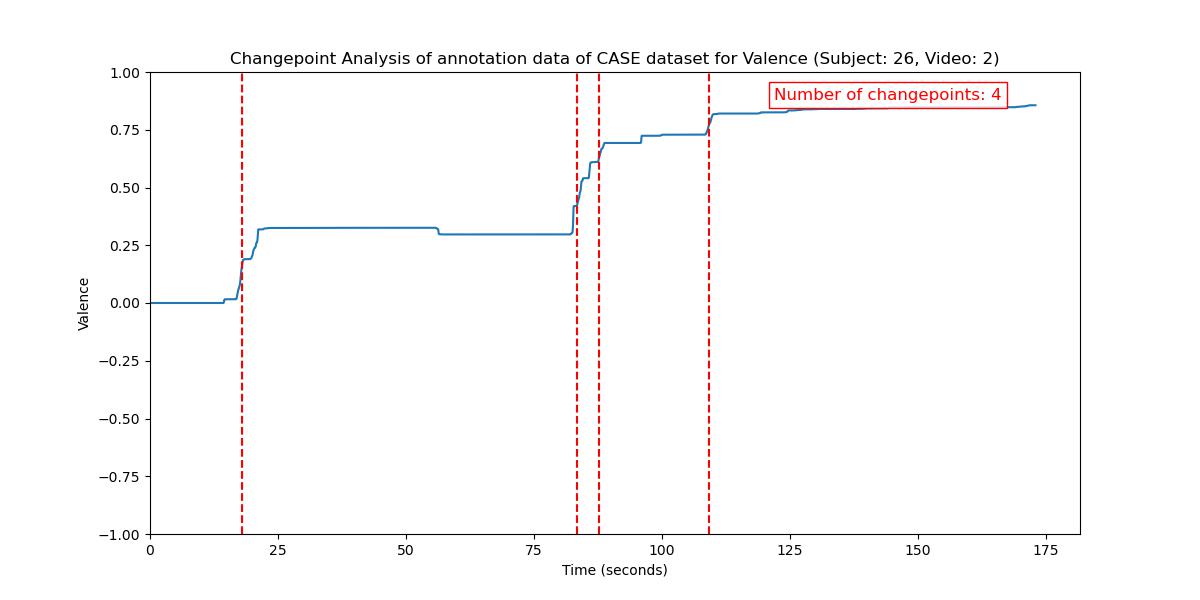 Changepoint Analysis of annotation data of CASE dataset for Valence (Subject: 26, Video: 2)
Number of changepoints: 4
1.00
0.75
0.50
0.25
0.00
−0.25
−0.50
−0.75
−1.00
Valence
0 25 50 75 100 125 150 175
Time (seconds)